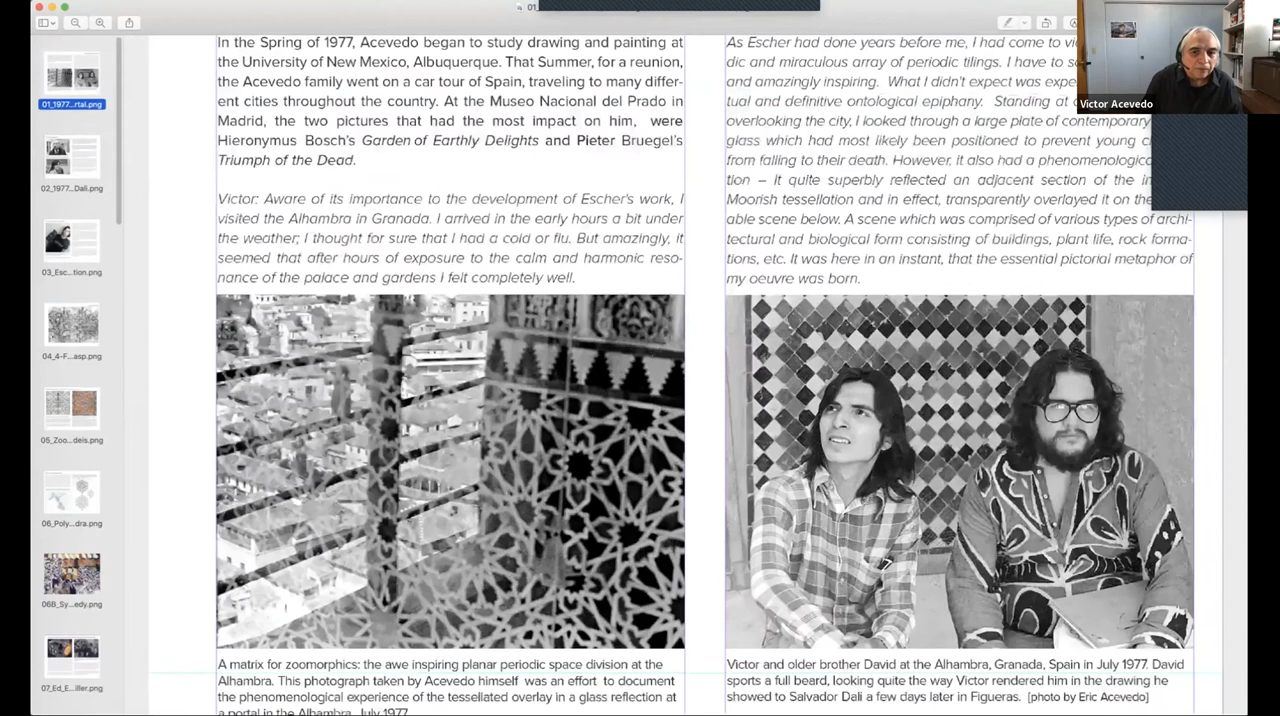 01_
01_1977...rtal.png
02_1977...Dali.png
03_Esc...tion.png
04_4-F...asp.png
05_Zoo...deis.png
06_Poly...dra.png
06B_Sy...edy.png
07_Ed_E...iller.png
In the Spring of 1977, Acevedo began to study drawing and painting at
the University of New Mexico, Albuquerque. That Summer, for a reunion,
the Acevedo family went on a car tour of Spain, traveling to many differ-
ent cities throughout the country. At the Museo Nacional del Prado in
Madrid, the two pictures that had the most impact on him, were
Hieronymus Bosch's Garden of Earthly Delights and Pieter Bruegel's
Triumph of the Dead.
Victor: Aware of its importance to the development of Escher's work, I
visited the Alhambra in Granada. I arrived in the early hours a bit under
the weather; I thought for sure that I had a cold or flu. But amazingly, it
seemed that after hours of exposure to the calm and harmonic reso-
nance of the palace and gardens I felt completely well.
A matrix for zoomorphics: the awe inspiring planar periodic space division at the
Alhambra. This photograph taken by Acevedo himself was an effort to document
the phenomenological experience of the tessellated overlay in a glass reflection at
a portal in the Alhambra, July 1977
As Escher had done years before me, I had come to vi
dic and miraculous array of periodic tilings. I have to s
and amazingly inspiring. What I didn't expect was expe
tual and definitive ontological epiphany. Standing at
overlooking the city, I looked through a large plate of contemporary
glass which had most likely been positioned to prevent young c
from falling to their death. However, it also had a phenomenologic
tion – It quite superbly reflected an adjacent section of the in
Moorish tessellation and in effect, transparently overlayed it on the
able scene below. A scene which was comprised of various types of archi-
tectural and biological form consisting of buildings, plant life, rock forma-
tions, etc. It was here in an instant, that the essential pictorial metaphor of
my oeuvre was born.
Victor and older brother David at the Alhambra, Granada, Spain in July 1977. David
sports a full beard, looking quite the way Victor rendered him in the drawing he
showed to Salvador Dali a few days later in Figueras. [photo by Eric Acevedo]
Victor Acevedo